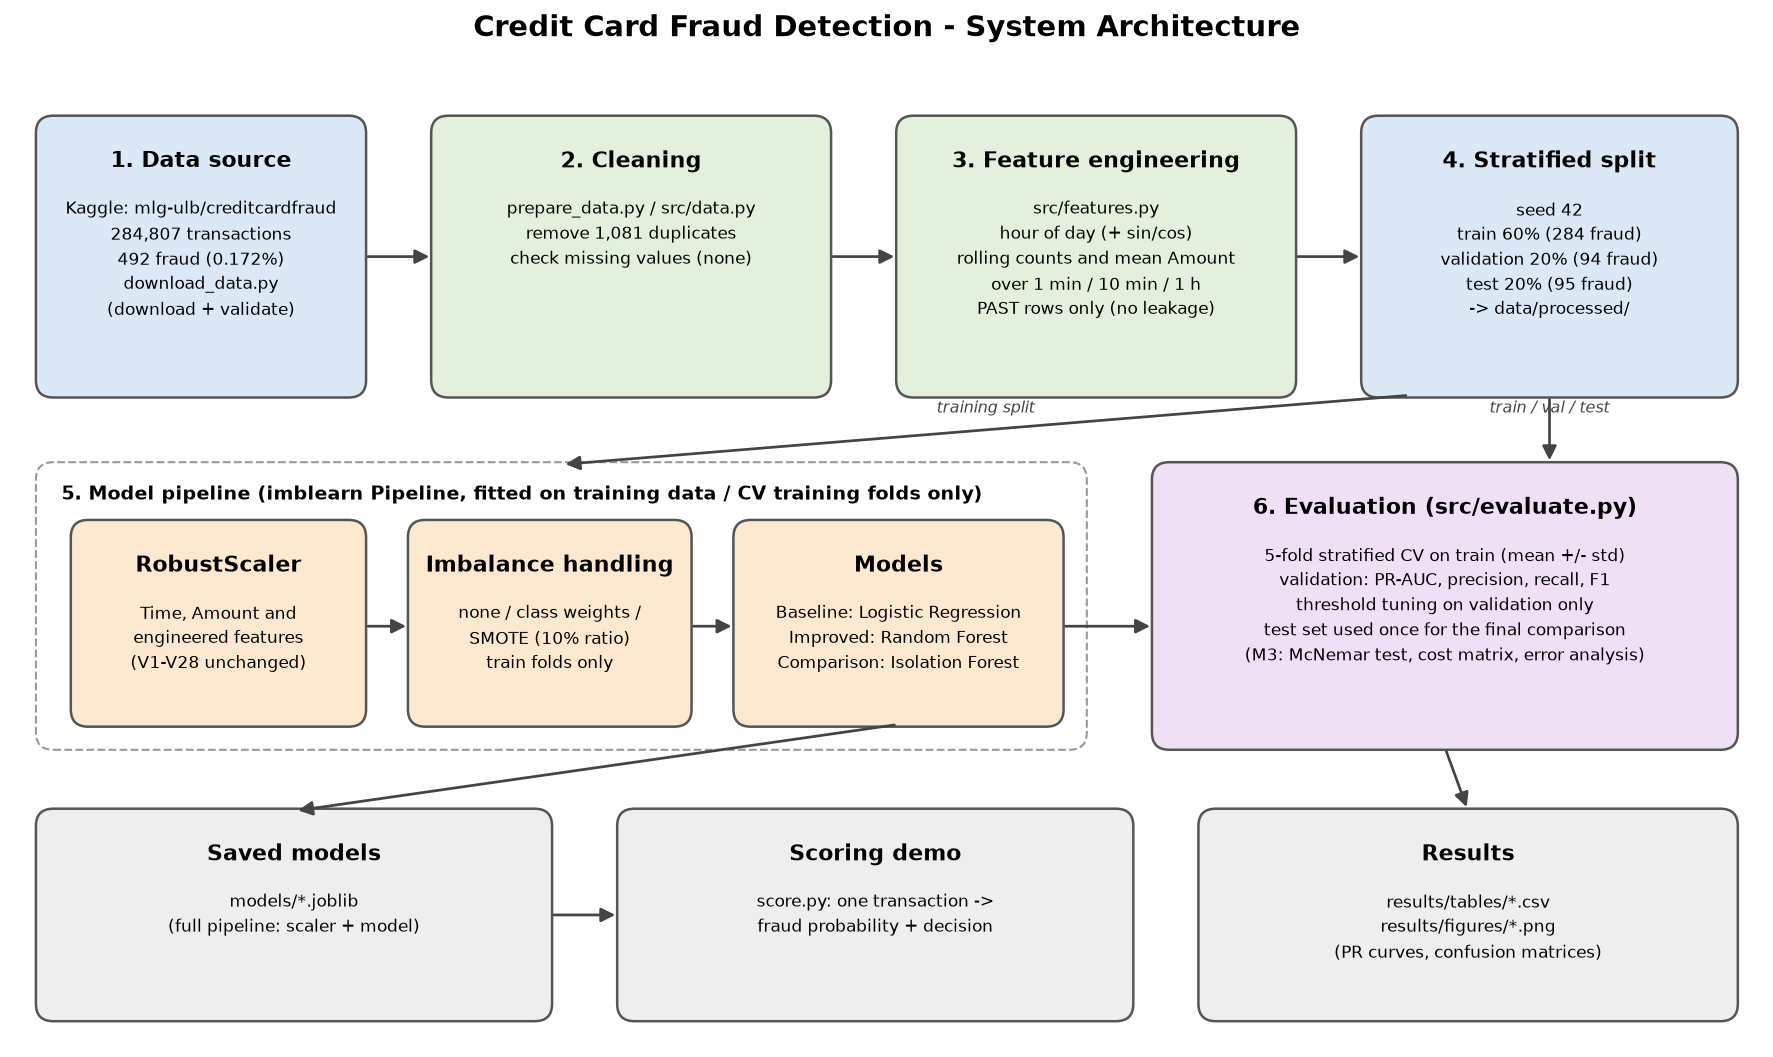 Credit Card Fraud Detection - System Architecture
1. Data source
Kaggle: mlg-ulb/creditcardfraud
284,807 transactions
492 fraud (0.172%)
download_data.py
(download + validate)
2. Cleaning
prepare_data.py / src/data.py
remove 1,081 duplicates
check missing values (none)
3. Feature engineering
src/features.py
hour of day (+ sin/cos)
rolling counts and mean Amount
over 1 min / 10 min / 1 h
PAST rows only (no leakage)
4. Stratified split
seed 42
train 60% (284 fraud)
validation 20% (94 fraud)
test 20% (95 fraud)
-> data/processed/
training split
train / val / test
5. Model pipeline (imblearn Pipeline, fitted on training data / CV training folds only)
RobustScaler
Time, Amount and
engineered features
(V1-V28 unchanged)
Imbalance handling
none / class weights /
SMOTE (10% ratio)
train folds only
Models
Baseline: Logistic Regression
Improved: Random Forest
Comparison: Isolation Forest
6. Evaluation (src/evaluate.py)
5-fold stratified CV on train (mean +/- std)
validation: PR-AUC, precision, recall, F1
threshold tuning on validation only
test set used once for the final comparison
(M3: McNemar test, cost matrix, error analysis)
Saved models
models/*.joblib
(full pipeline: scaler + model)
Scoring demo
score.py: one transaction ->
fraud probability + decision
Results
results/tables/*.csv
results/figures/*.png
(PR curves, confusion matrices)